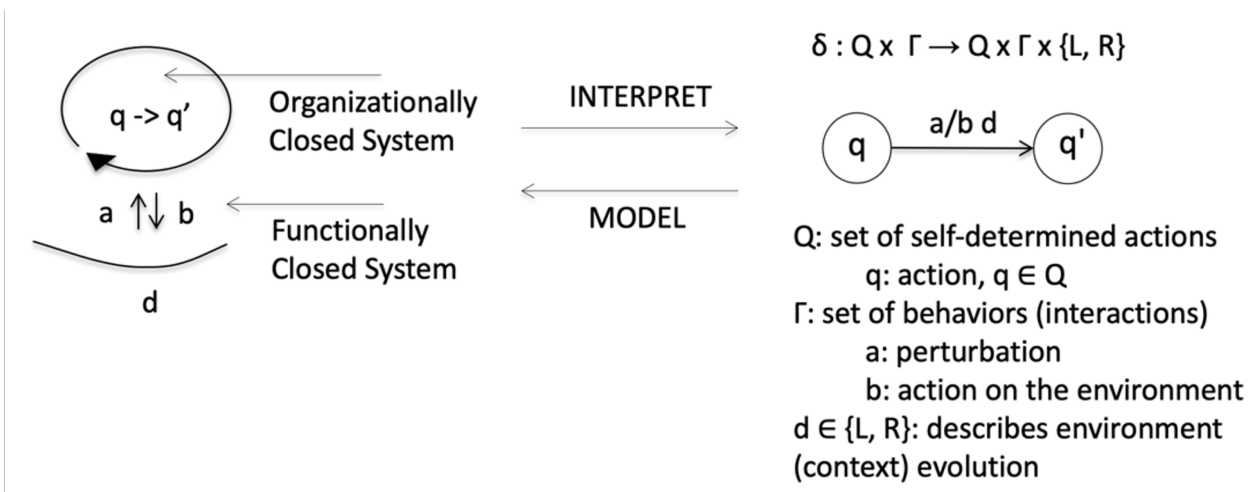 q -> q'
Organizationally
Closed System
a b
Functionally
Closed System
d
INTERPRET
MODEL
δ : Q x Γ → Q x Γ x {L, R}
q a/b d q'
Q: set of self-determined actions
q: action, q ∈ Q
Γ: set of behaviors (interactions)
a: perturbation
b: action on the environment
d ∈ {L, R}: describes environment
(context) evolution